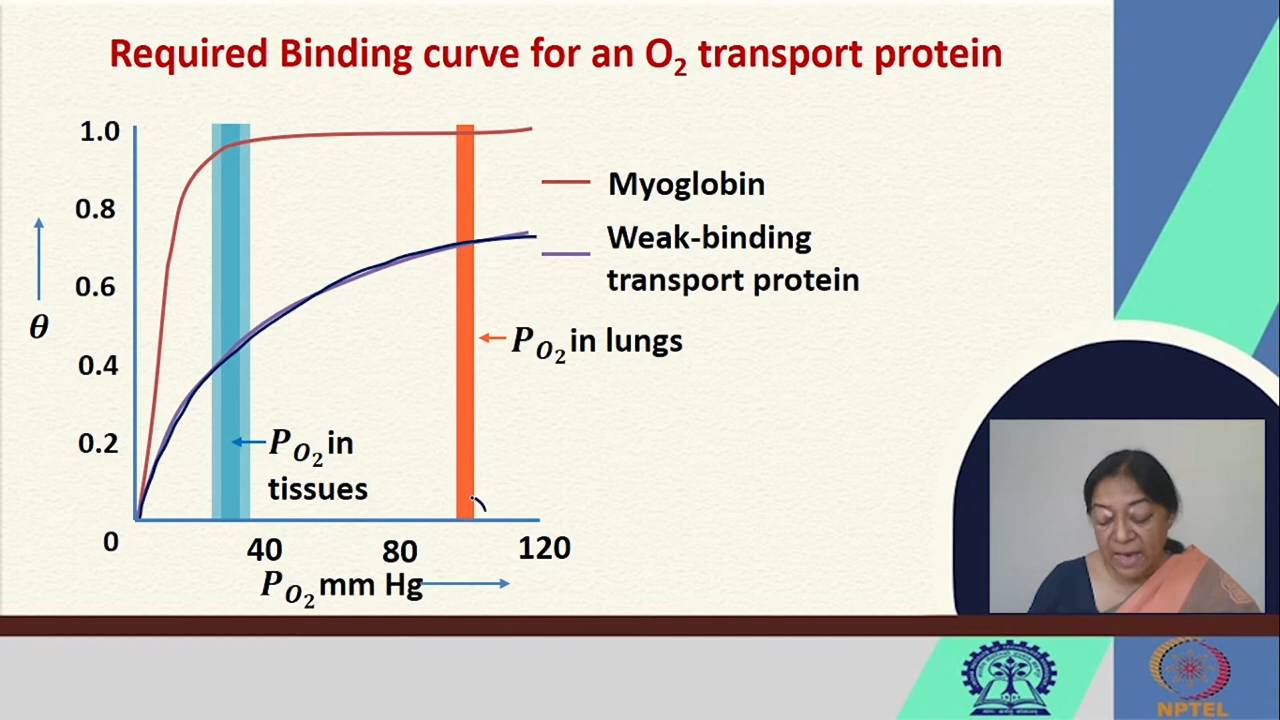 Required Binding curve for an O₂ transport protein
1.0
0.8
0.6
0.4
0.2
0
θ
Myoglobin
Weak-binding
transport protein
P_O₂ in lungs
P_O₂ in
tissues
40 80 120
P_O₂ mm Hg
NPTEL